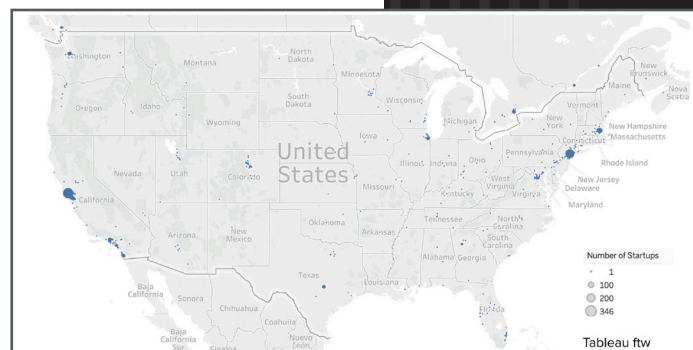 Washington
Montana
North
Dakota
Minnesota
New
Brunswick
Maine
Nova
Scotia
Oregon
Idaho
South
Dakota
Wisconsin
Michigan
Vermont
New
York
New Hampshire
Massachusetts
Wyoming
Iowa
Connecticut
Rhode Island
Nevada
Utah
Colorado
United
States
Illinois
Indiana
Ohio
Pennsylvania
New Jersey
Delaware
Maryland
California
Missouri
Kentucky
West
Virginia
Virginia
Arizona
New
Mexico
Oklahoma
Arkansas
Tennessee
North
Carolina
South
Carolina
Alabama
Georgia
Texas
Louisiana
Florida
Baja
California
Sonora
Chihuahua
Coahuila
Baja
California
Sur
Sinaloa
Nuevo
León
Number of Startups
1
100
200
346
Tableau ftw